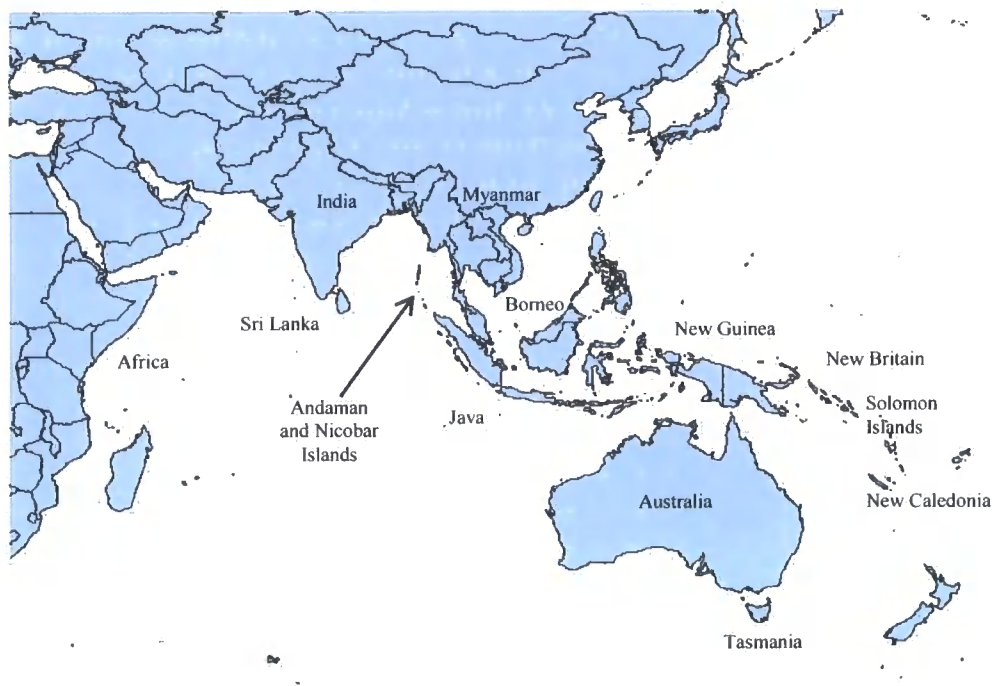 India
Myanmar
Borneo
Sri Lanka
New Guinea
Africa
New Britain
Andaman
and Nicobar
Islands
Java
Solomon
Islands
Australia
New Caledonia
Tasmania